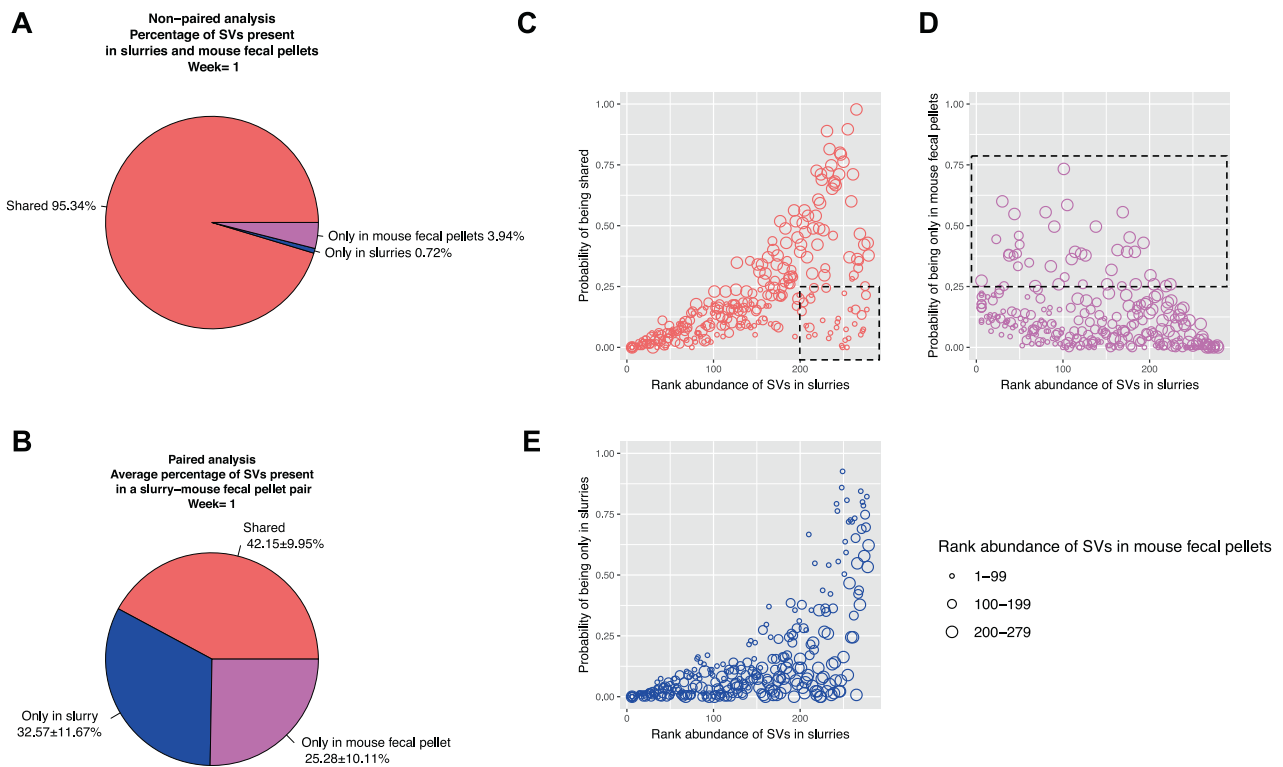 A
Non−paired analysis
Percentage of SVs present
in slurries and mouse fecal pellets
Week= 1
Shared 95.34%
Only in mouse fecal pellets 3.94%
Only in slurries 0.72%
B
Paired analysis
Average percentage of SVs present
in a slurry−mouse fecal pellet pair
Week= 1
Shared
42.15±9.95%
Only in slurry
32.57±11.67%
Only in mouse fecal pellet
25.28±10.11%
C
Probability of being shared
1.00
0.75
0.50
0.25
0.00
0
100
200
Rank abundance of SVs in slurries
D
Probability of being only in mouse fecal pellets
1.00
0.75
0.50
0.25
0.00
0
100
200
Rank abundance of SVs in slurries
E
Probability of being only in slurries
1.00
0.75
0.50
0.25
0.00
0
100
200
Rank abundance of SVs in slurries
Rank abundance of SVs in mouse fecal pellets
1−99
100−199
200−279